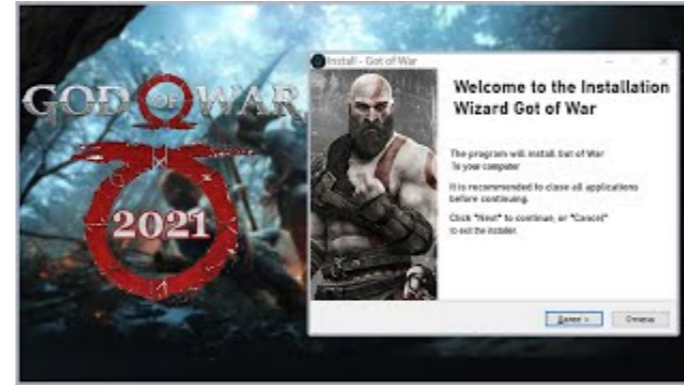 GOD OF WAR
2021
Install - Got of War
Welcome to the Installation
Wizard Got of War
The program will install Got of War
To your computer
It is recommended to close all applications
before continuing.
Click "Next" to continue, or "Cancel"
to exit the installer.
Далее >
Отмена